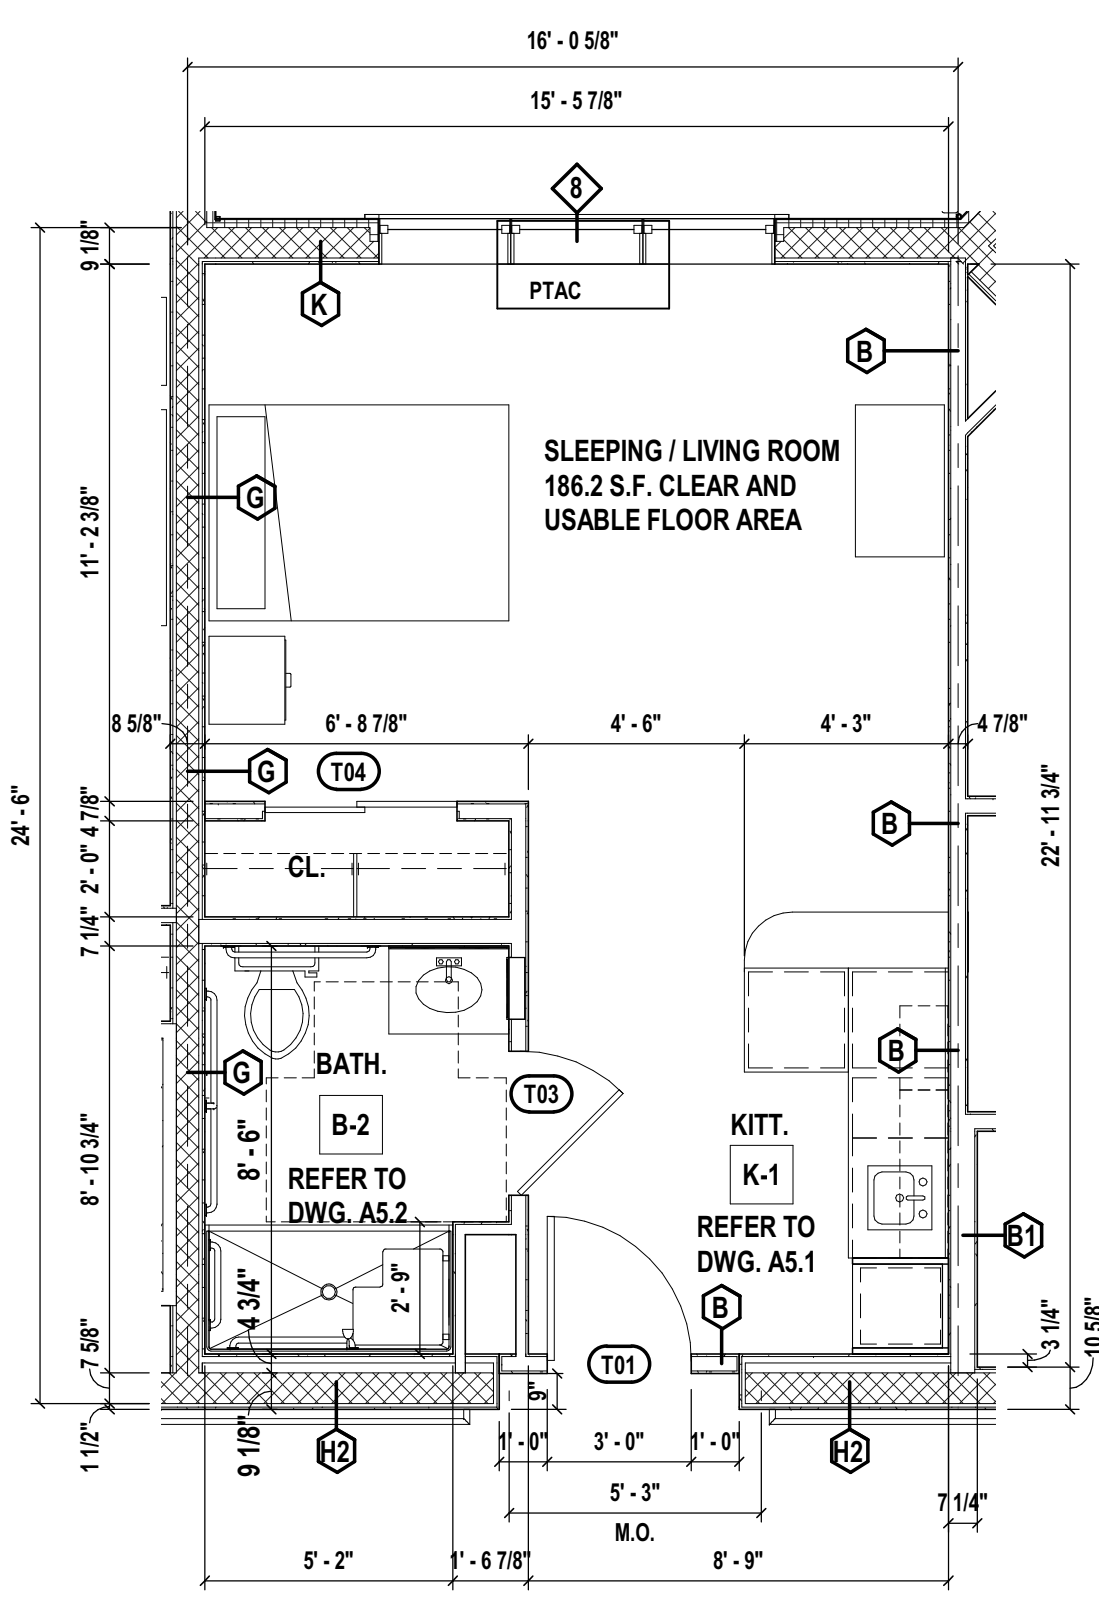 16' - 0 5/8"
15' - 5 7/8"
8
9 1/8"
PTAC
K
B
SLEEPING / LIVING ROOM
186.2 S.F. CLEAR AND
USABLE FLOOR AREA
G
11' - 2 3/8"
8 5/8"
6' - 8 7/8"
4' - 6"
4' - 3"
4 7/8"
G
T04
24' - 6"
4 7/8"
2' - 0"
7 1/4"
CL.
B
22' - 11 3/4"
B
G
BATH.
T03
B-2
8' - 6"
REFER TO
DWG. A5.2
8' - 10 3/4"
KITT.
K-1
REFER TO
DWG. A5.1
B1
2' - 9"
4 3/4"
B
T01
7 5/8"
3 1/4"
10 5/8"
9"
1 1/2"
9 1/8"
H2
1' - 0"
3' - 0"
1' - 0"
H2
5' - 3"
M.O.
7 1/4"
5' - 2"
1' - 6 7/8"
8' - 9"